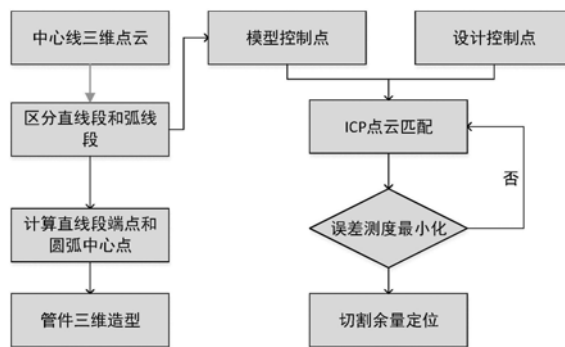 中心线三维点云
模型控制点
设计控制点
区分直线段和弧线
段
ICP点云匹配
否
计算直线段端点和
圆弧中心点
误差测度最小化
管件三维造型
切割余量定位